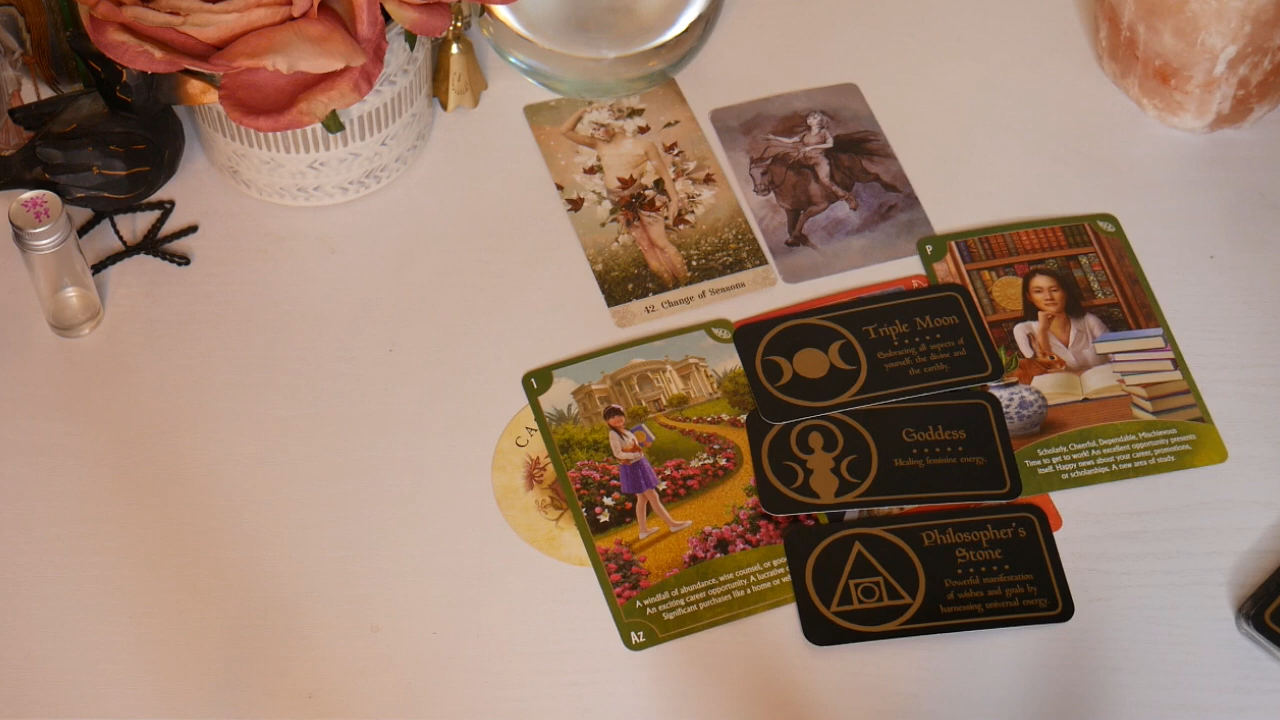 42. Change of Seasons
P
Triple Moon
Embracing all aspects of
yourself, the divine and
the earthly.
I
CA
Goddess
Healing feminine energy.
Scholarly, Cheerful, Dependable, Mischievous
Time to get to work! An excellent opportunity presents
itself. Happy news about your career, promotions,
or scholarships. A new area of study.
Philosopher's
Stone
Powerful manifestation
of wishes and goals by
harnessing universal energy.
A windfall of abundance, wise counsel, or goo
An exciting career opportunity. A lucrative
Significant purchases like a home or ve
Az